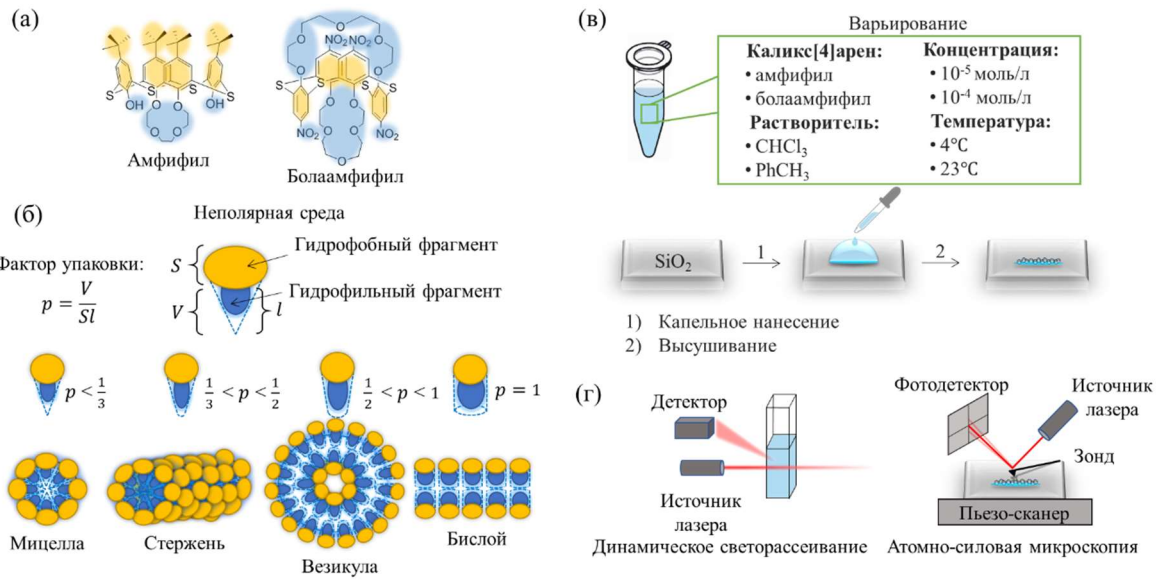 (а)
S
S
S
S
OH
OH
O
O
O
O
Амфифил
O
O
O
O
O
NO2
NO2
S
S
S
S
NO2
NO2
O
O
O
O
O
Болаамфифил
(б)
Неполярная среда
Фактор упаковки:
p = V/Sl
S
V
l
Гидрофобный фрагмент
Гидрофильный фрагмент
p < 1/3
1/3 < p < 1/2
1/2 < p < 1
p = 1
Мицелла
Стержень
Везикула
Бислой
(в)
Варьирование
Каликс[4]арен:
• амфифил
• болаамфифил
Растворитель:
• CHCl3
• PhCH3
Концентрация:
• 10-5 моль/л
• 10-4 моль/л
Температура:
• 4℃
• 23℃
SiO2
1
2
1) Капельное нанесение
2) Высушивание
(г)
Детектор
Источник
лазера
Динамическое светорассеивание
Фотодетектор
Источник
лазера
Зонд
Пьезо-сканер
Атомно-силовая микроскопия